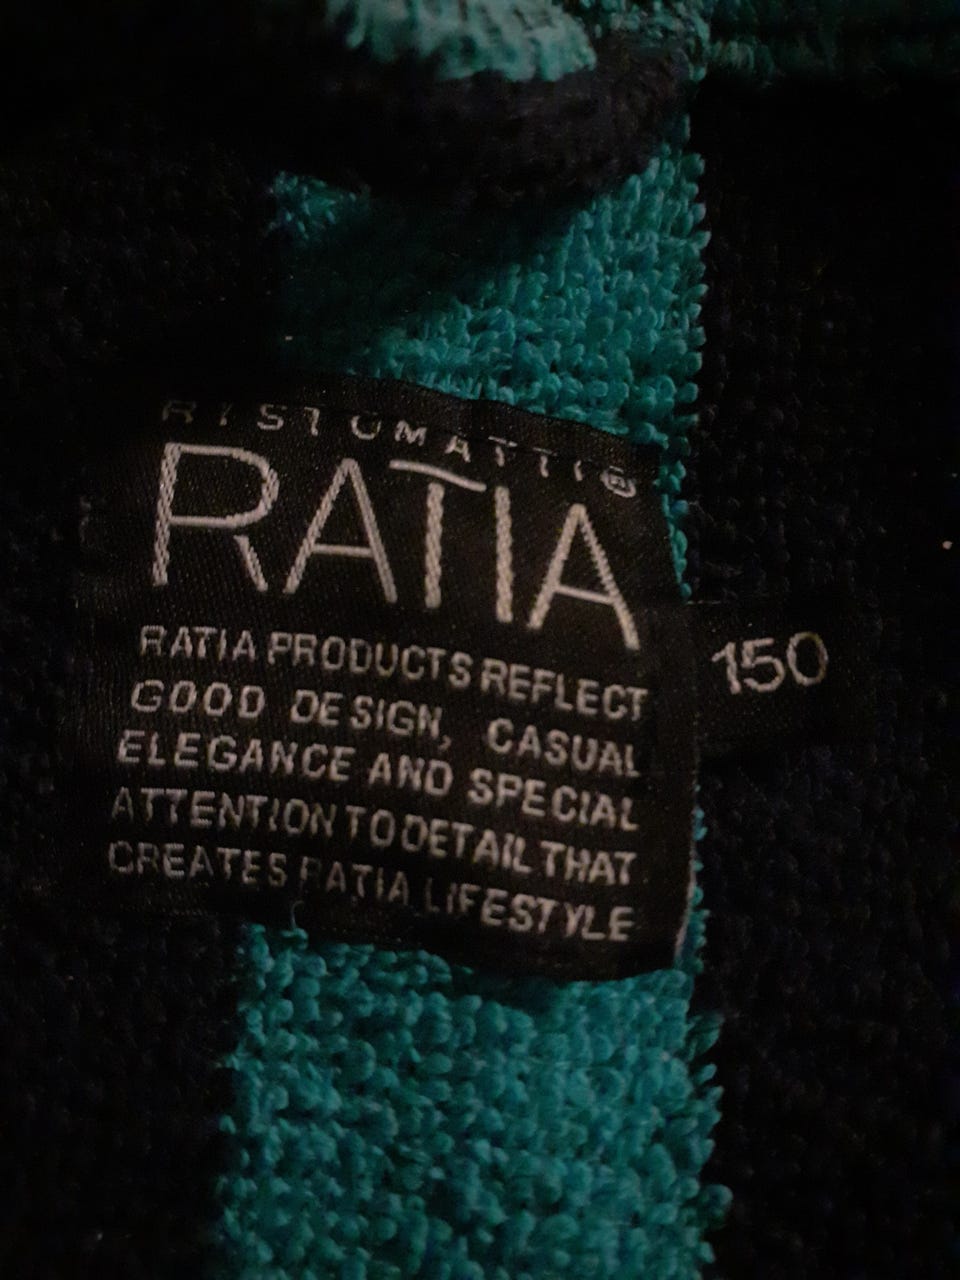 RISTOMATTI®
RATIA
RATIA PRODUCTS REFLECT
GOOD DESIGN, CASUAL
ELEGANCE AND SPECIAL
ATTENTION TO DETAIL THAT
CREATES RATIA LIFESTYLE
150